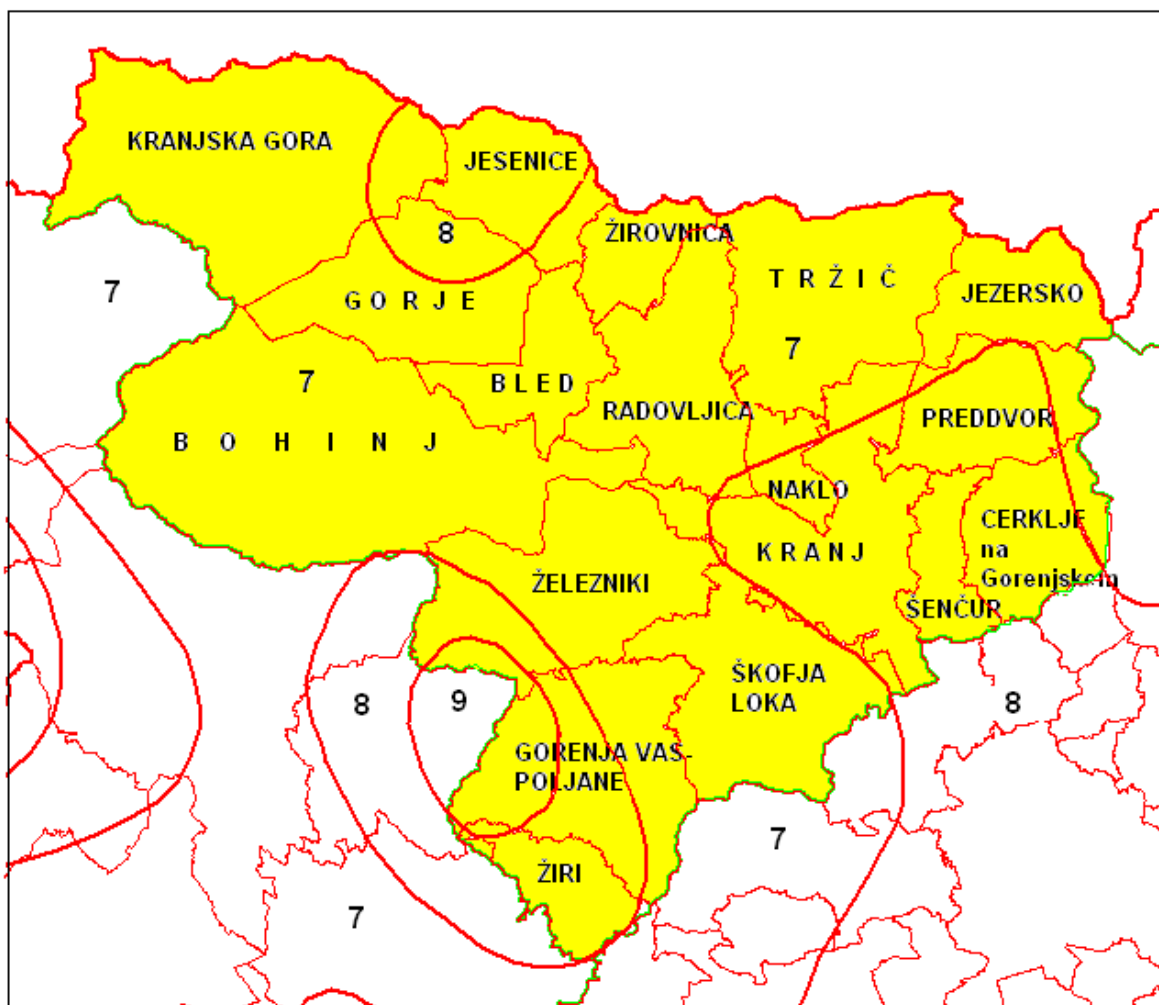 KRANJSKA GORA
JESENICE
8
ŽIROVNICA
7
G O R J E
T R Ž I Č
JEZERSKO
7
7
B L E D
RADOVLJICA
PREDDVOR
B O H I N J
NAKLO
K R A N J
CERKLJE
na
Gorenjskem
ŽELEZNIKI
ŠENČUR
ŠKOFJA
LOKA
8
9
8
GORENJA VAS-
POLJANE
7
ŽIRI
7